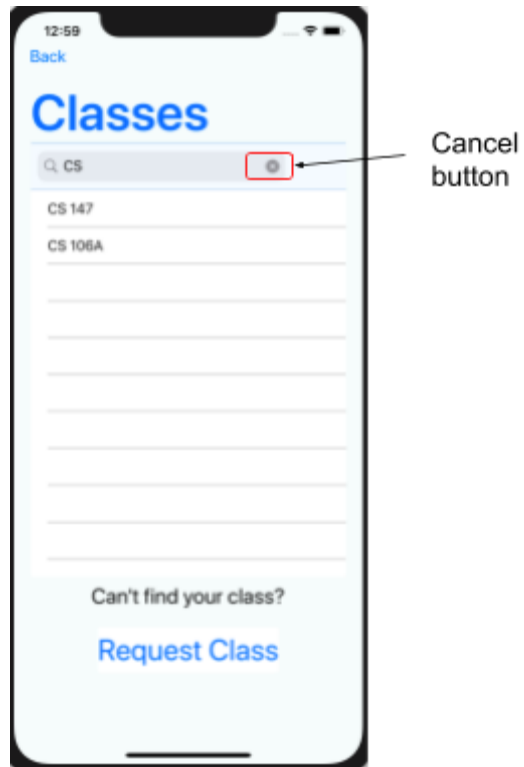 12:59
Back
Classes
CS
Cancel
button
CS 147
CS 106A
Can't find your class?
Request Class